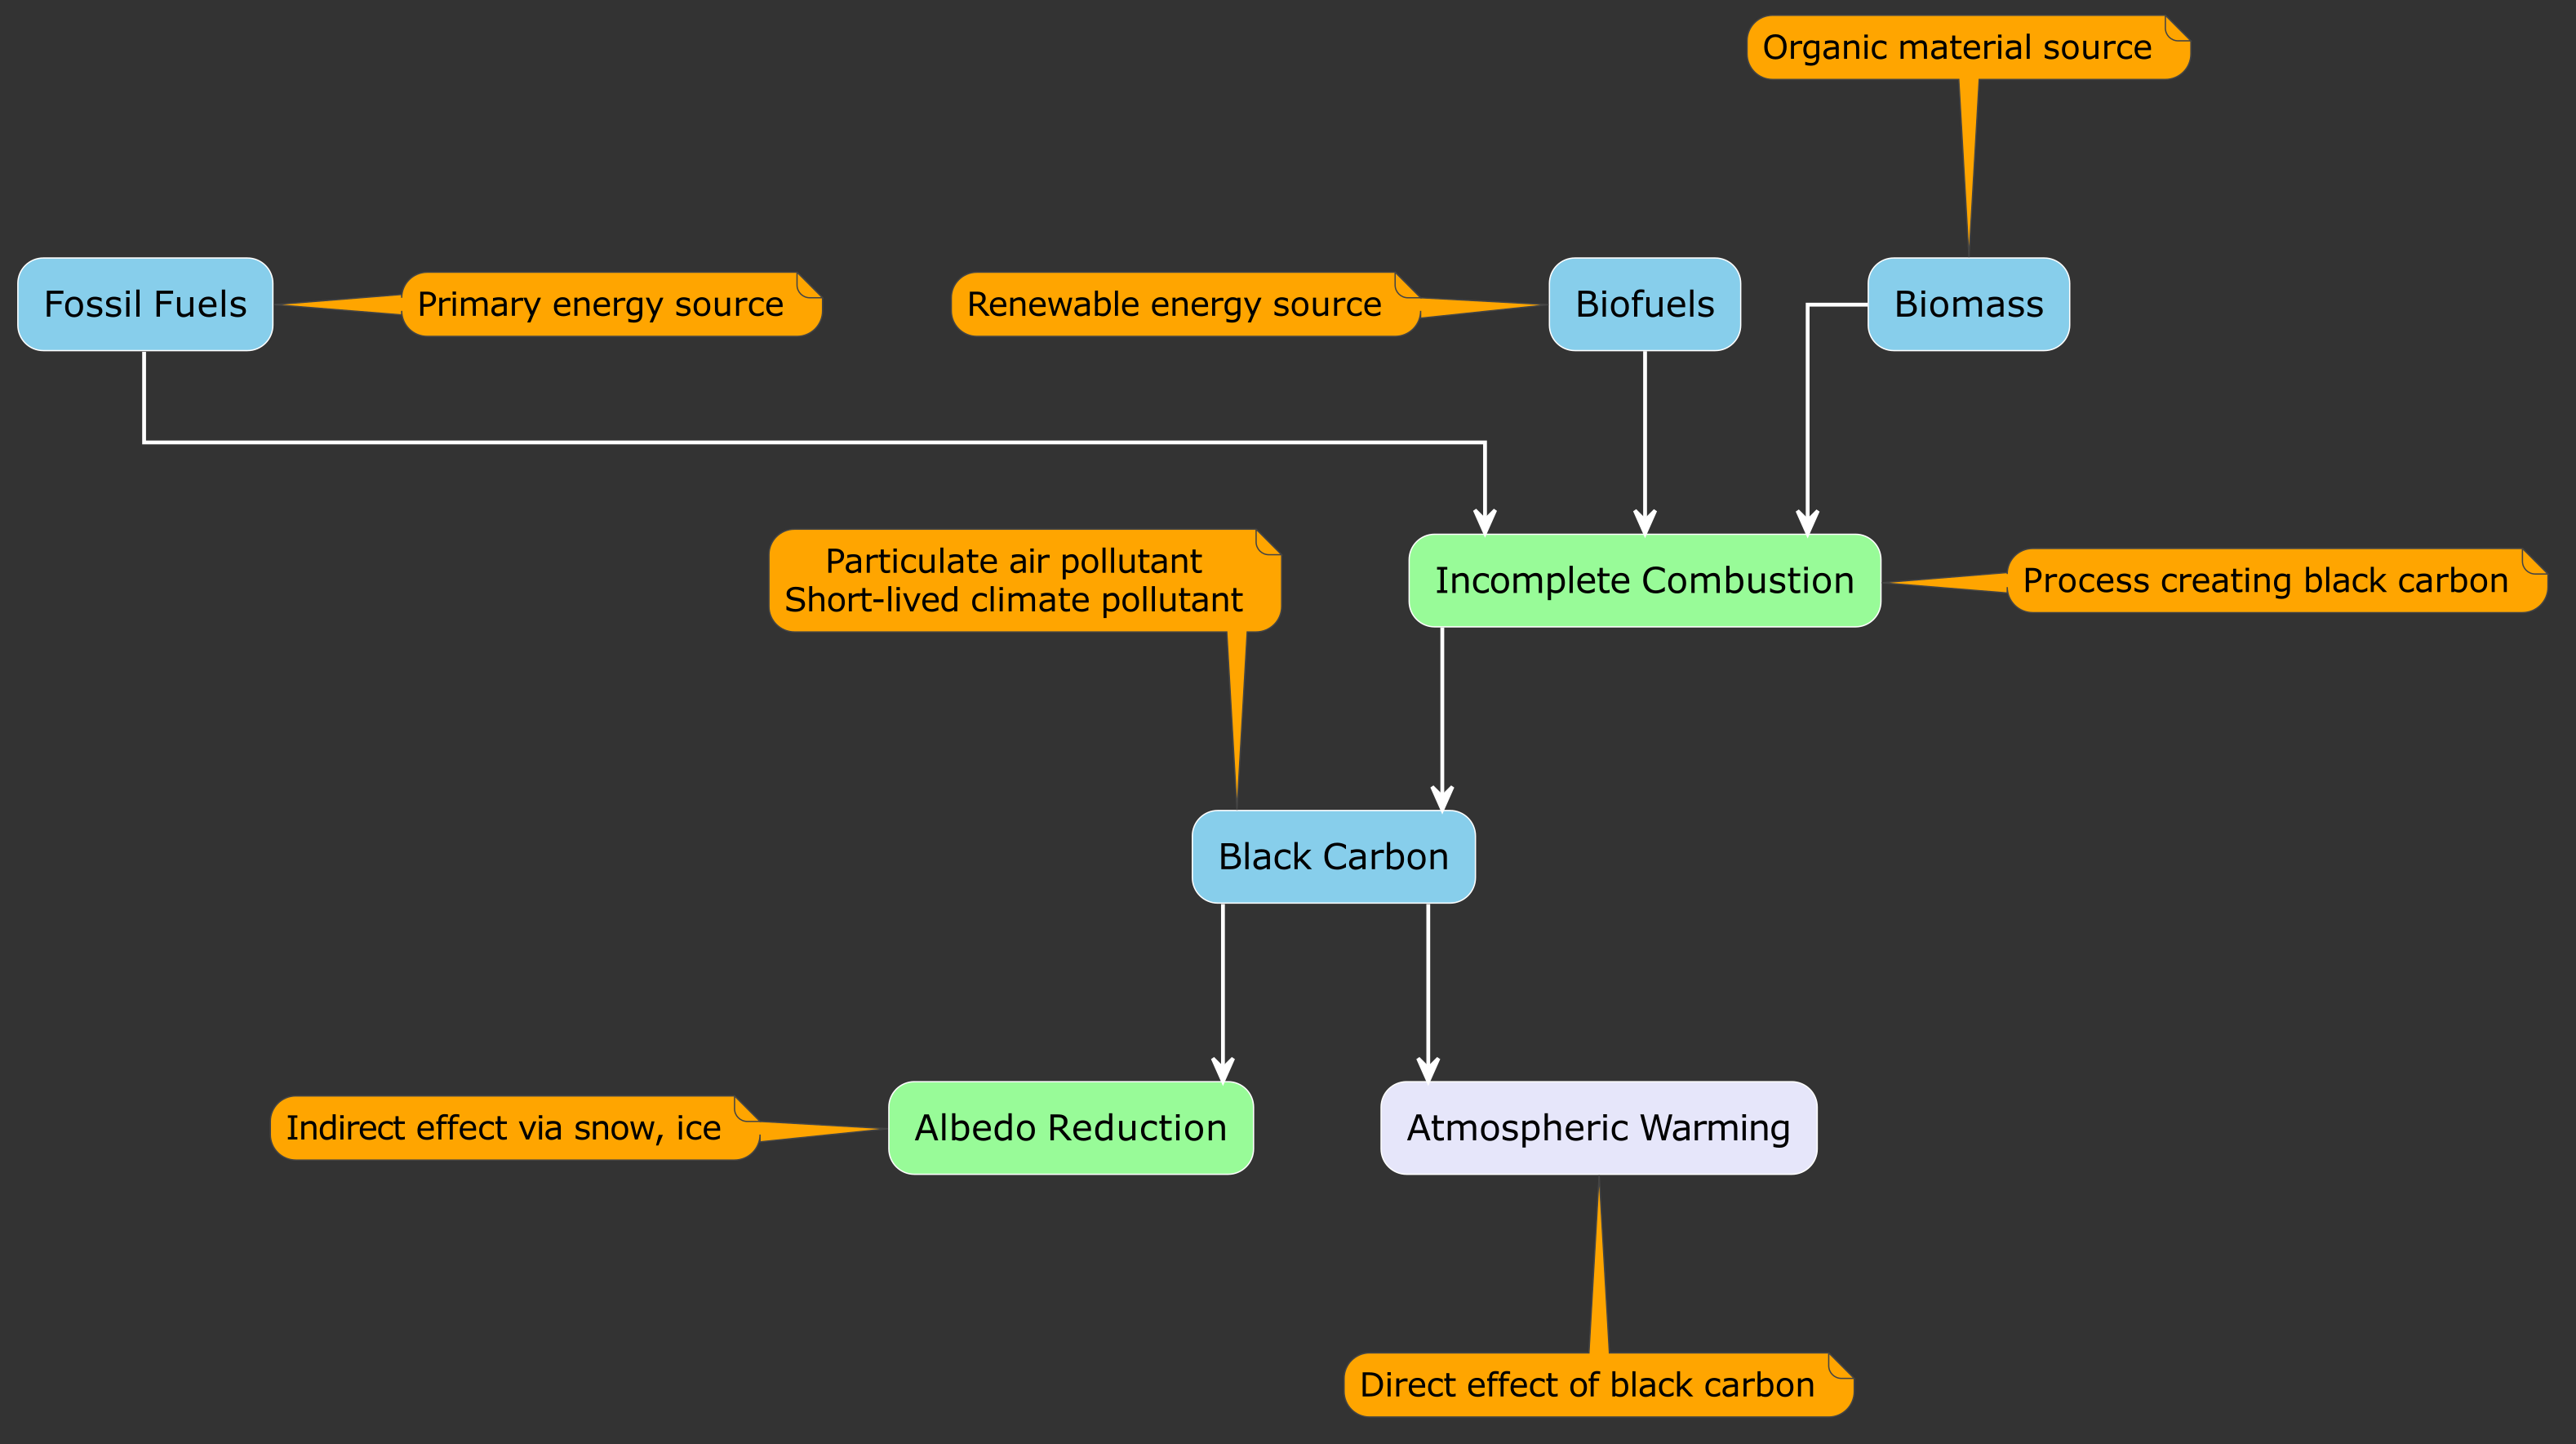 Organic material source
Fossil Fuels
Primary energy source
Renewable energy source
Biofuels
Biomass
Particulate air pollutant
Short-lived climate pollutant
Incomplete Combustion
Process creating black carbon
Black Carbon
Indirect effect via snow, ice
Albedo Reduction
Atmospheric Warming
Direct effect of black carbon